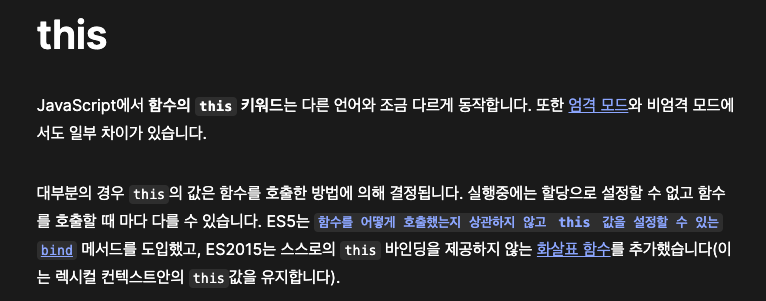 this
JavaScript에서 함수의 this 키워드는 다른 언어와 조금 다르게 동작합니다. 또한 엄격 모드와 비엄격 모드에
서도 일부 차이가 있습니다.
대부분의 경우 this의 값은 함수를 호출한 방법에 의해 결정됩니다. 실행중에는 할당으로 설정할 수 없고 함수
를 호출할 때 마다 다를 수 있습니다. ES5는 함수를 어떻게 호출했는지 상관하지 않고 this 값을 설정할 수 있는
bind 메서드를 도입했고, ES2015는 스스로의 this 바인딩을 제공하지 않는 화살표 함수를 추가했습니다(이
는 렉시컬 컨텍스트안의 this값을 유지합니다).